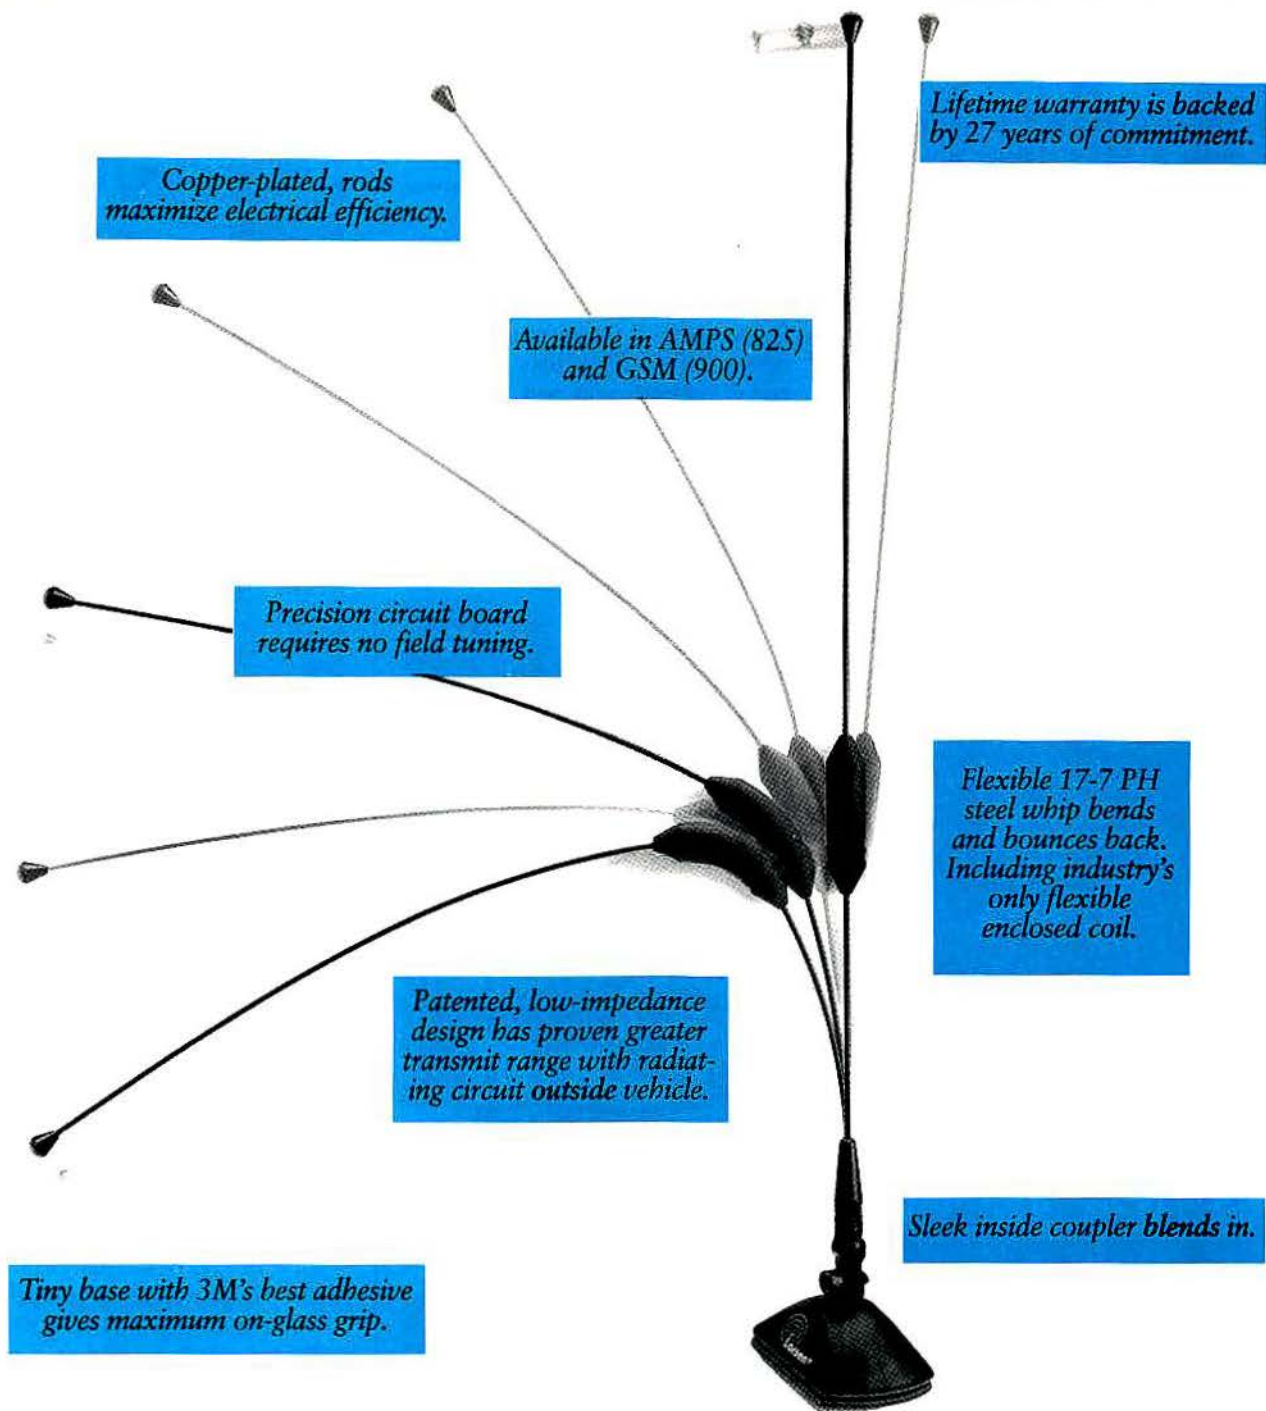 Lifetime warranty is backed
by 27 years of commitment.
Copper-plated, rods
maximize electrical efficiency.
Available in AMPS (825)
and GSM (900).
Precision circuit board
requires no field tuning.
Flexible 17-7 PH
steel whip bends
and bounces back.
Including industry's
only flexible
enclosed coil.
Patented, low-impedance
design has proven greater
transmit range with radiat-
ing circuit outside vehicle.
Sleek inside coupler blends in.
Tiny base with 3M's best adhesive
gives maximum on-glass grip.